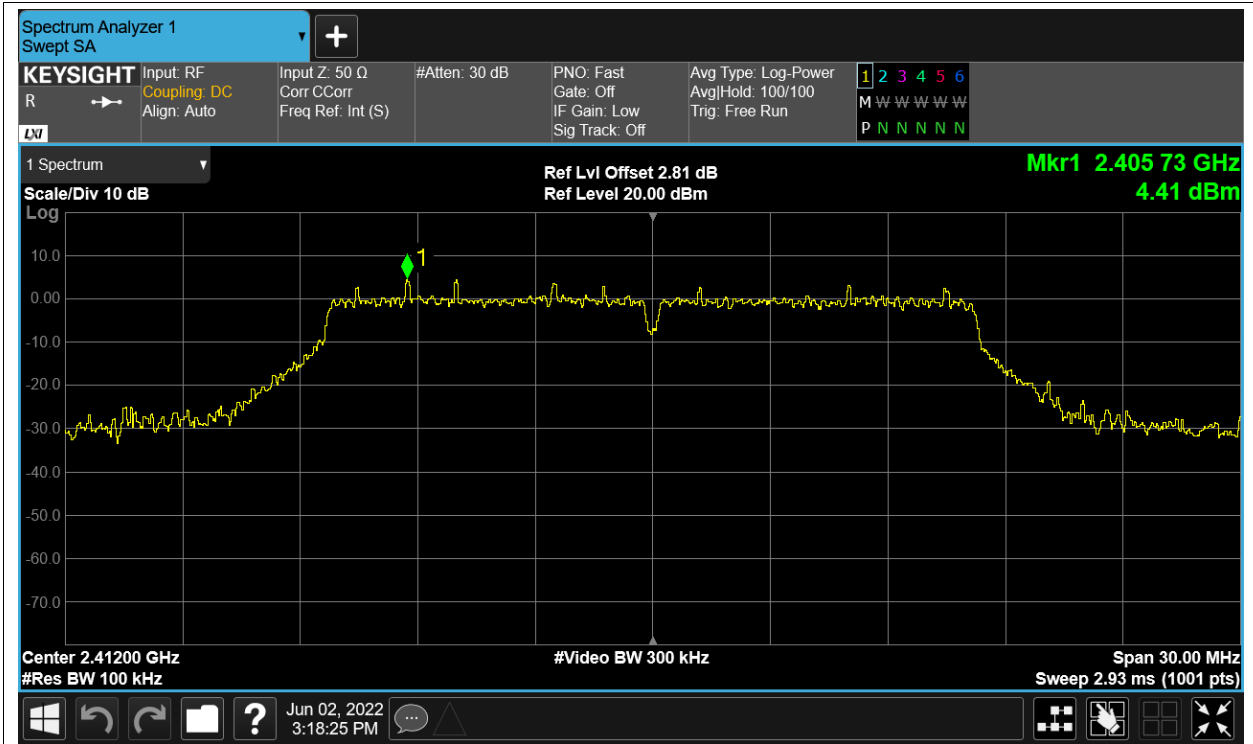 Spectrum Analyzer 1
Swept SA
KEYSIGHT
R
LXI
Input: RF
Coupling: DC
Align: Auto
Input Z: 50 Ω
Corr CCorr
Freq Ref: Int (S)
#Atten: 30 dB
PNO: Fast
Gate: Off
IF Gain: Low
Sig Track: Off
Avg Type: Log-Power
Avg|Hold: 100/100
Trig: Free Run
1 2 3 4 5 6
M W W W W W
P N N N N N
1 Spectrum
Scale/Div 10 dB
Log
Ref Lvl Offset 2.81 dB
Ref Level 20.00 dBm
Mkr1 2.405 73 GHz
4.41 dBm
1
10.0
0.00
-10.0
-20.0
-30.0
-40.0
-50.0
-60.0
-70.0
Center 2.41200 GHz
#Res BW 100 kHz
#Video BW 300 kHz
Span 30.00 MHz
Sweep 2.93 ms (1001 pts)
?
Jun 02, 2022
3:18:25 PM